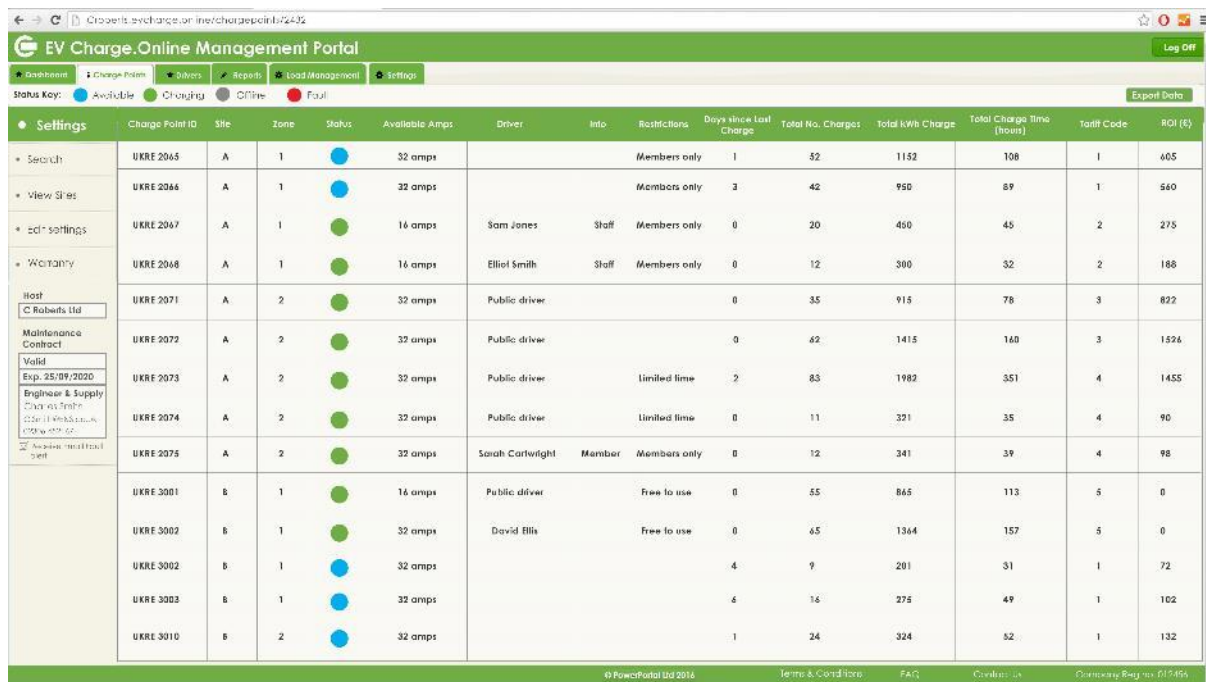 Croberts.evcharge.online/chargepoints/2432
EV Charge.Online Management Portal
Log Off
Dashboard Charge Points Drivers Reports Load Management Settings
Status Key: Available Charging Offline Fault
Export Data
Settings
Search
View Sites
Edit settings
Warranty
Host
C Roberts Ltd
Maintenance
Contract
Valid
Exp. 25/09/2020
Engineer & Supply
Charles Smith
Charge Point ID Site Zone Status Available Amps Driver Info Restrictions Days since Last Charge Total No. Charges Total kWh Charge Total Charge Time (hours) Tariff Code ROI (£)
UKRE 2065 A 1 32 amps Members only 1 52 1152 108 1 605
UKRE 2066 A 1 32 amps Members only 3 42 950 89 1 560
UKRE 2067 A 1 16 amps Sam Jones Staff Members only 0 20 450 45 2 275
UKRE 2068 A 1 16 amps Elliot Smith Staff Members only 0 12 300 32 2 188
UKRE 2071 A 2 32 amps Public driver 0 35 915 78 3 822
UKRE 2072 A 2 32 amps Public driver 0 62 1415 160 3 1526
UKRE 2073 A 2 32 amps Public driver Limited time 2 83 1982 351 4 1455
UKRE 2074 A 2 32 amps Public driver Limited time 0 11 321 35 4 90
UKRE 2075 A 2 32 amps Sarah Cartwright Member Members only 0 12 341 39 4 98
UKRE 3001 B 1 16 amps Public driver Free to use 0 55 865 113 5 0
UKRE 3002 B 1 32 amps David Ellis Free to use 0 65 1364 157 5 0
UKRE 3002 B 1 32 amps 4 9 201 31 1 72
UKRE 3003 B 1 32 amps 6 16 275 49 1 102
UKRE 3010 B 2 32 amps 1 24 324 52 1 132
© PowerPortal Ltd 2016 Terms & Conditions FAQ Contact Us Company Reg no. 012456